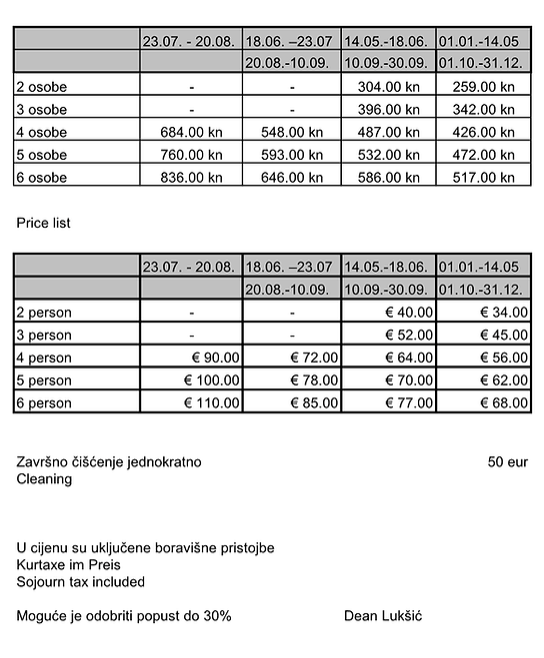 23.07. - 20.08. 18.06. –23.07 14.05.-18.06. 01.01.-14.05
20.08.-10.09. 10.09.-30.09. 01.10.-31.12.
2 osobe - - 304.00 kn 259.00 kn
3 osobe - - 396.00 kn 342.00 kn
4 osobe 684.00 kn 548.00 kn 487.00 kn 426.00 kn
5 osobe 760.00 kn 593.00 kn 532.00 kn 472.00 kn
6 osobe 836.00 kn 646.00 kn 586.00 kn 517.00 kn
Price list
23.07. - 20.08. 18.06. –23.07 14.05.-18.06. 01.01.-14.05
20.08.-10.09. 10.09.-30.09. 01.10.-31.12.
2 person - - € 40.00 € 34.00
3 person - - € 52.00 € 45.00
4 person € 90.00 € 72.00 € 64.00 € 56.00
5 person € 100.00 € 78.00 € 70.00 € 62.00
6 person € 110.00 € 85.00 € 77.00 € 68.00
Završno čišćenje jednokratno 50 eur
Cleaning
U cijenu su uključene boravišne pristojbe
Kurtaxe im Preis
Sojourn tax included
Moguće je odobriti popust do 30% Dean Lukšić